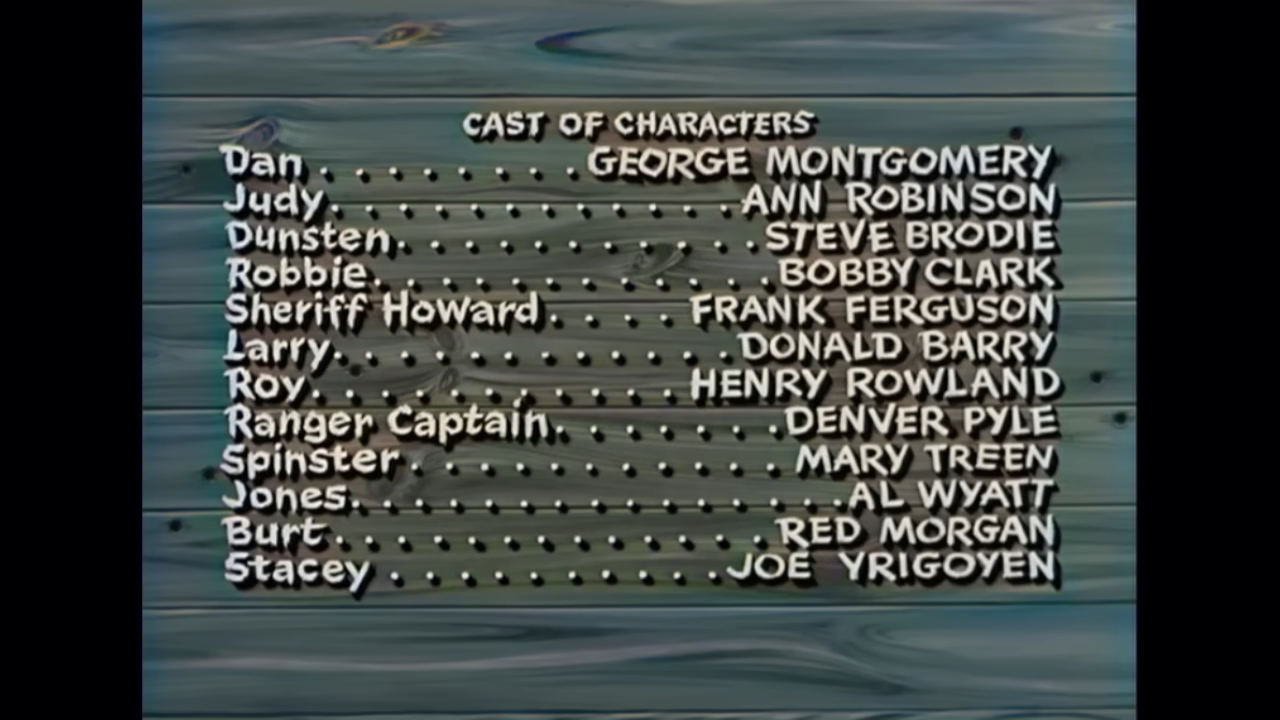 CAST OF CHARACTERS
Dan . . . . . . . . GEORGE MONTGOMERY
Judy. . . . . . . . . . . . ANN ROBINSON
Dunsten. . . . . . . . . . . STEVE BRODIE
Robbie. . . . . . . . . . . . BOBBY CLARK
Sheriff Howard. . . . FRANK FERGUSON
Larry. . . . . . . . . . . . DONALD BARRY
Roy. . . . . . . . . . . HENRY ROWLAND
Ranger Captain. . . . . . . DENVER PYLE
Spinster. . . . . . . . . . . MARY TREEN
Jones. . . . . . . . . . . . . . . AL WYATT
Burt. . . . . . . . . . . . . RED MORGAN
Stacey . . . . . . . . . . JOE YRIGOYEN